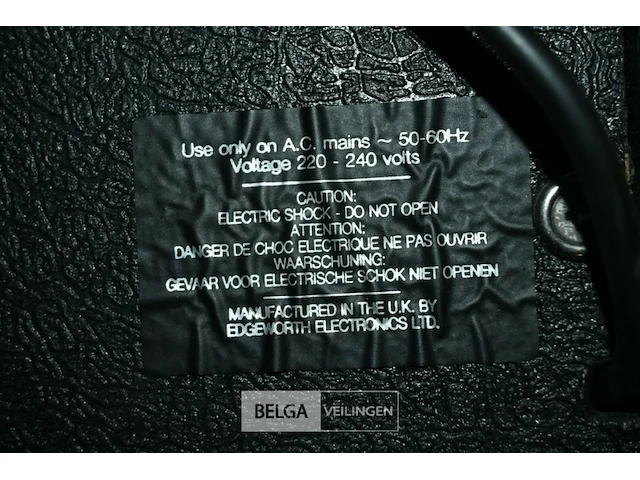 Use only on A.C. mains ~ 50-60Hz
Voltage 220 - 240 volts
CAUTION:
ELECTRIC SHOCK - DO NOT OPEN
ATTENTION:
DANGER DE CHOC ELECTRIQUE NE PAS OUVRIR
WAARSCHUNING:
GEVAAR VOOR ELECTRISCHE SCHOK NIET OPENEN
MANUFACTURED IN THE U.K. BY
EDGEWORTH ELECTRONICS LTD.
BELGA VEILINGEN